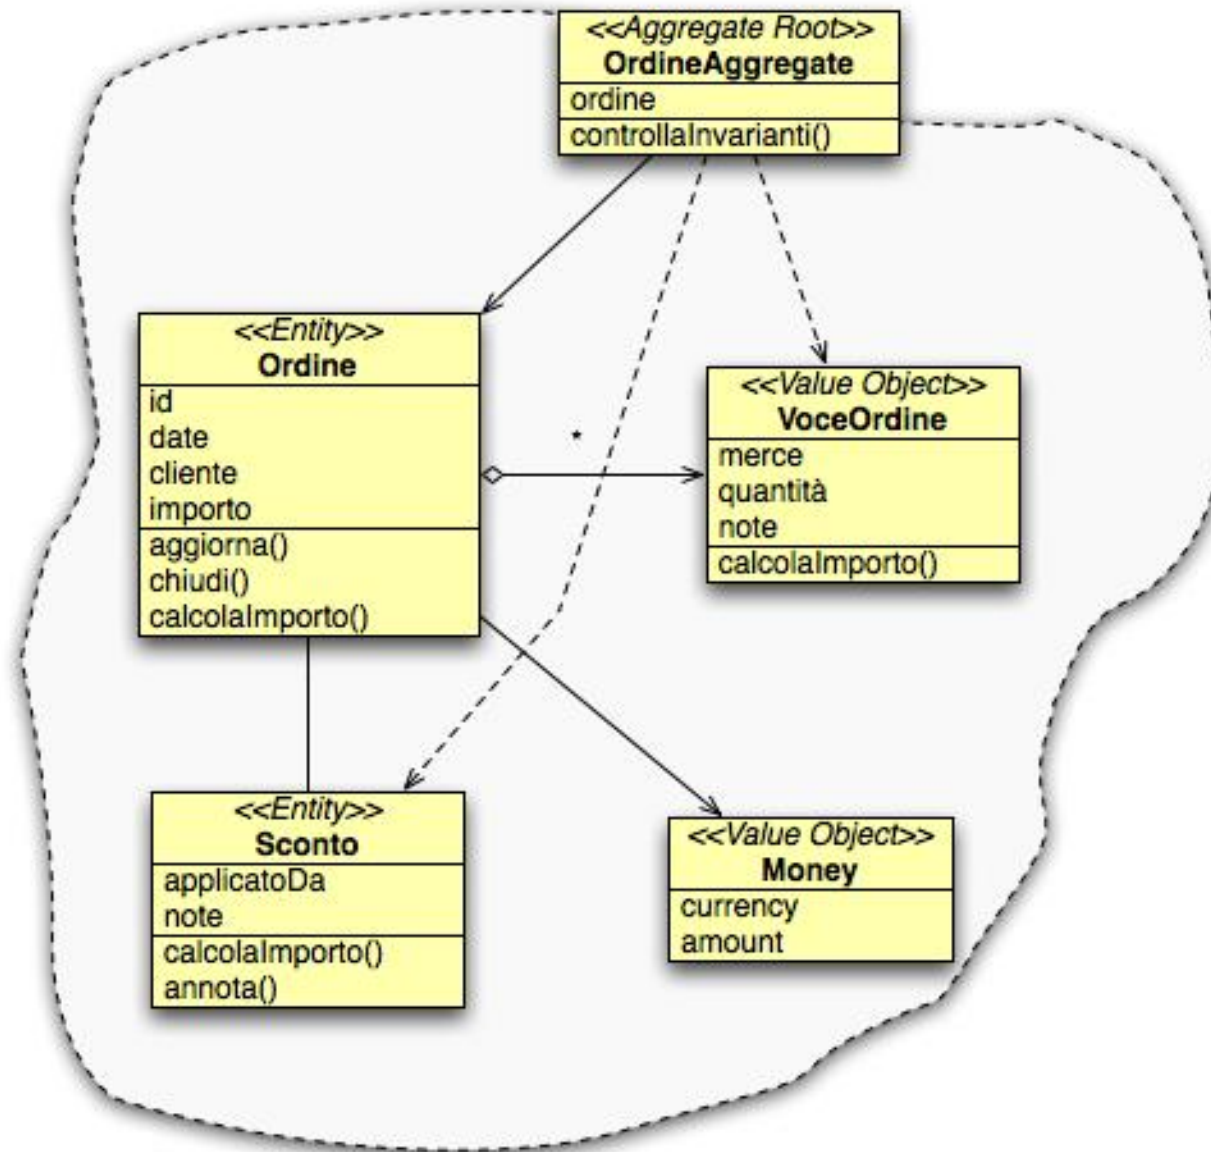 <<Aggregate Root>>
OrdineAggregate
ordine
controllaInvarianti()
<<Entity>>
Ordine
id
date
cliente
importo
aggiorna()
chiudi()
calcolaImporto()
*
<<Value Object>>
VoceOrdine
merce
quantità
note
calcolaImporto()
<<Entity>>
Sconto
applicatoDa
note
calcolaImporto()
annota()
<<Value Object>>
Money
currency
amount